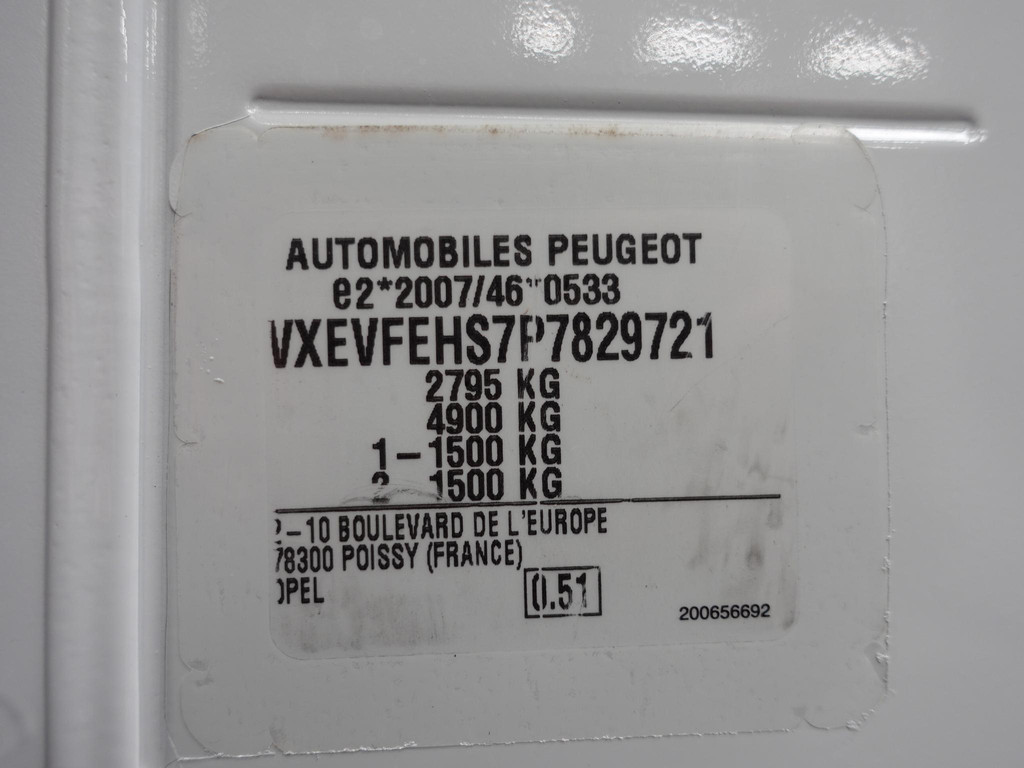 AUTOMOBILES PEUGEOT
e2*2007/46*0533
VXEVFEHS7P7829721
2795 KG
4900 KG
1-1500 KG
2 1500 KG
-10 BOULEVARD DE L'EUROPE
78300 POISSY (FRANCE)
OPEL
0.51
200656692